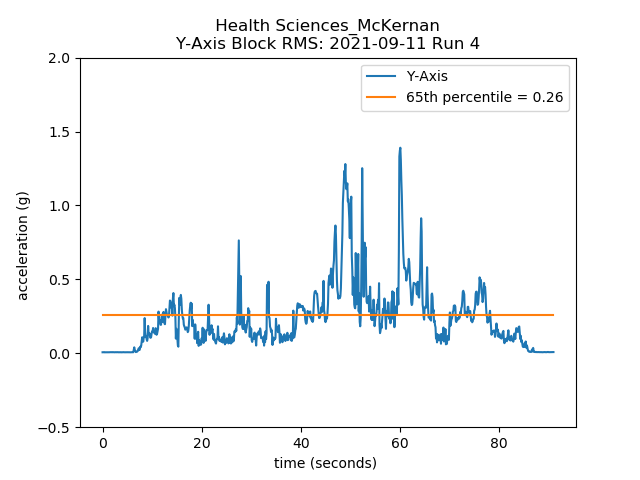 Health Sciences_McKernan
Y-Axis Block RMS: 2021-09-11 Run 4
Y-Axis
65th percentile = 0.26
2.0
1.5
1.0
0.5
0.0
−0.5
acceleration (g)
0 20 40 60 80
time (seconds)